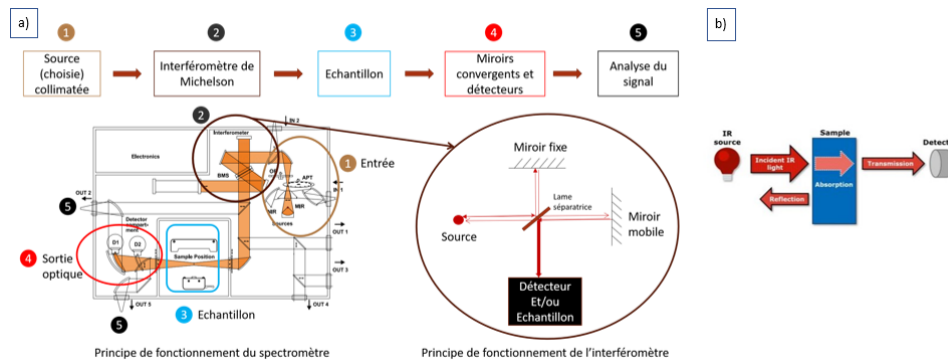 a)
1
2
3
4
5
Source
(choisie)
collimatée
Interféromètre de
Michelson
Echantillon
Miroirs
convergents et
détecteurs
Analyse du
signal
2
Interferometer
IN 2
Electronics
1 Entrée
BMS
APT
MIR
Sources
OUT 2
5
Detector
OUT 1
D1
D2
4 Sortie
optique
Sample Position
OUT 3
OUT 5
OUT 4
5
3 Echantillon
Principe de fonctionnement du spectromètre
Miroir fixe
Lame
séparatrice
Source
Miroir
mobile
Détecteur
Et/ou
Echantillon
Principe de fonctionnement de l'interféromètre
b)
IR
source
Sample
Detect
Incident IR
light
Transmission
Absorption
Reflection